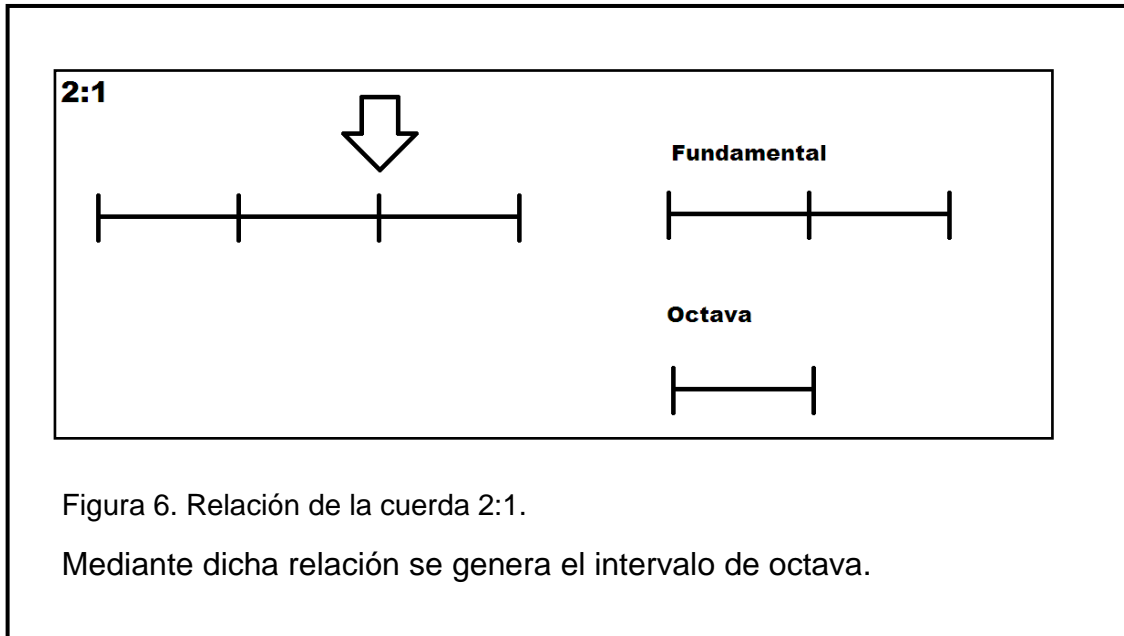 2:1
Fundamental
Octava
Figura 6. Relación de la cuerda 2:1.
Mediante dicha relación se genera el intervalo de octava.